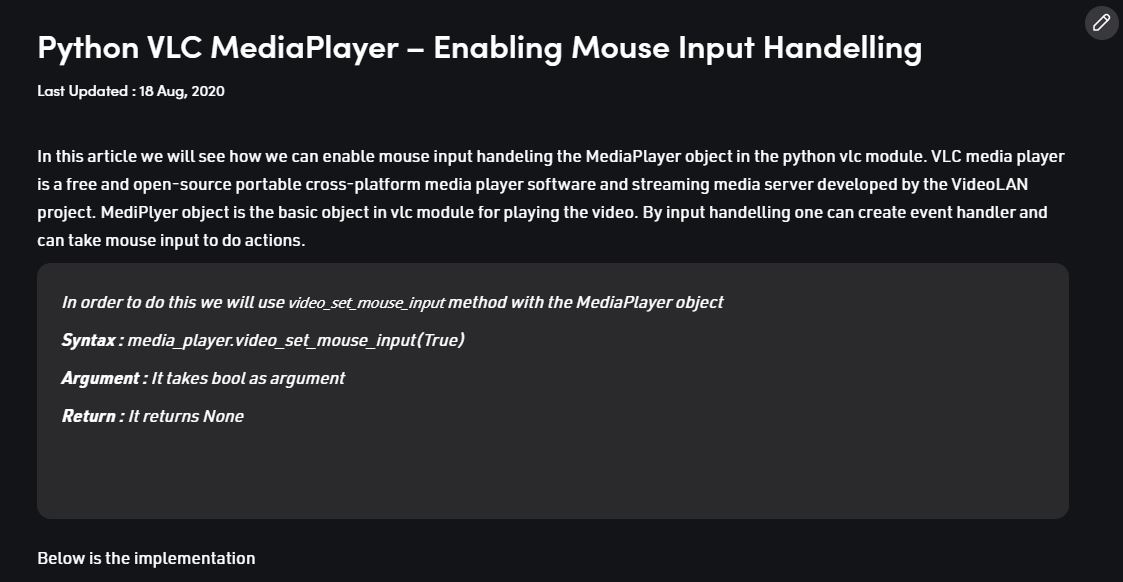 Python VLC MediaPlayer – Enabling Mouse Input Handelling
Last Updated : 18 Aug, 2020
In this article we will see how we can enable mouse input handeling the MediaPlayer object in the python vlc module. VLC media player
is a free and open-source portable cross-platform media player software and streaming media server developed by the VideoLAN
project. MediPlyer object is the basic object in vlc module for playing the video. By input handelling one can create event handler and
can take mouse input to do actions.
In order to do this we will use video_set_mouse_input method with the MediaPlayer object
Syntax : media_player.video_set_mouse_input(True)
Argument : It takes bool as argument
Return : It returns None
Below is the implementation